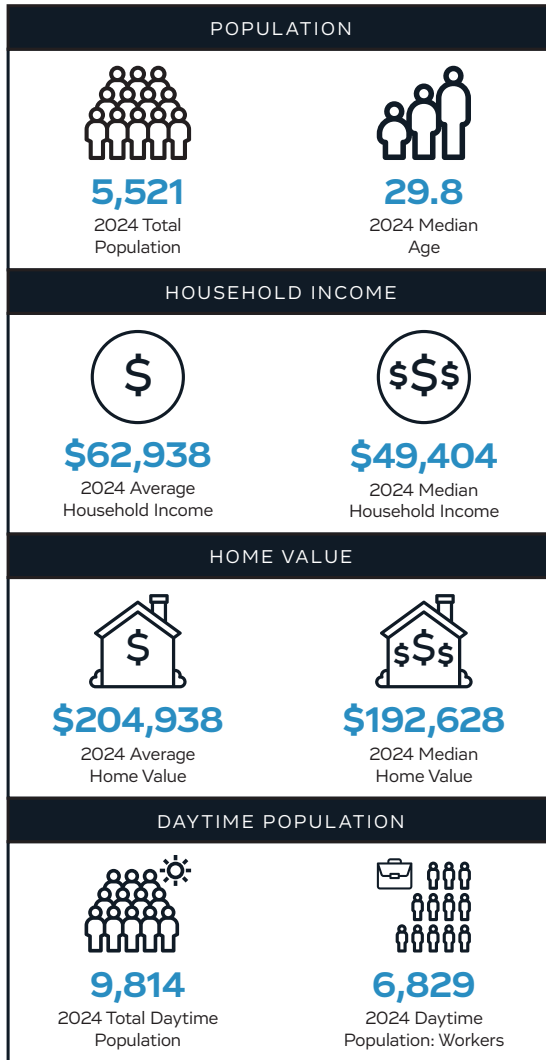 POPULATION
5,521
2024 Total
Population
29.8
2024 Median
Age
HOUSEHOLD INCOME
$
$62,938
2024 Average
Household Income
$$$
$49,404
2024 Median
Household Income
HOME VALUE
$
$204,938
2024 Average
Home Value
$$$
$192,628
2024 Median
Home Value
DAYTIME POPULATION
9,814
2024 Total Daytime
Population
6,829
2024 Daytime
Population: Workers